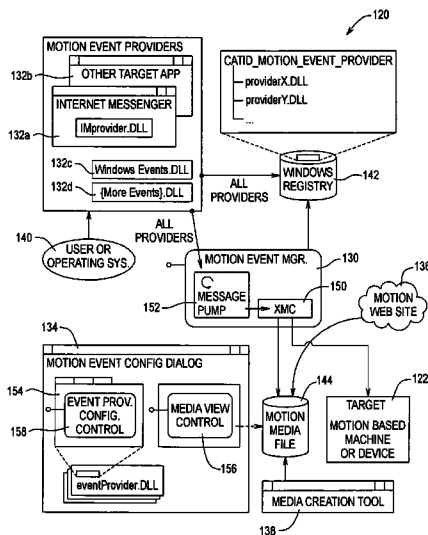 120
MOTION EVENT PROVIDERS
132b
OTHER TARGET APP
INTERNET MESSENGER
132a
IMprovider.DLL
132c
Windows Events.DLL
132d
{More Events}.DLL
CATID_MOTION_EVENT_PROVIDER
providerX.DLL
providerY.DLL
...
ALL
PROVIDERS
WINDOWS
REGISTRY
142
ALL
PROVIDERS
140
USER OR
OPERATING SYS.
MOTION EVENT MGR.
130
152
MESSAGE
PUMP
150
XMC
136
MOTION
WEB SITE
134
MOTION EVENT CONFIG DIALOG
154
EVENT PROV.
CONFIG.
CONTROL
158
MEDIA VIEW
CONTROL
156
eventProvider.DLL
144
MOTION
MEDIA
FILE
122
TARGET
MOTION BASED
MACHINE
OR DEVICE
MEDIA CREATION TOOL
138